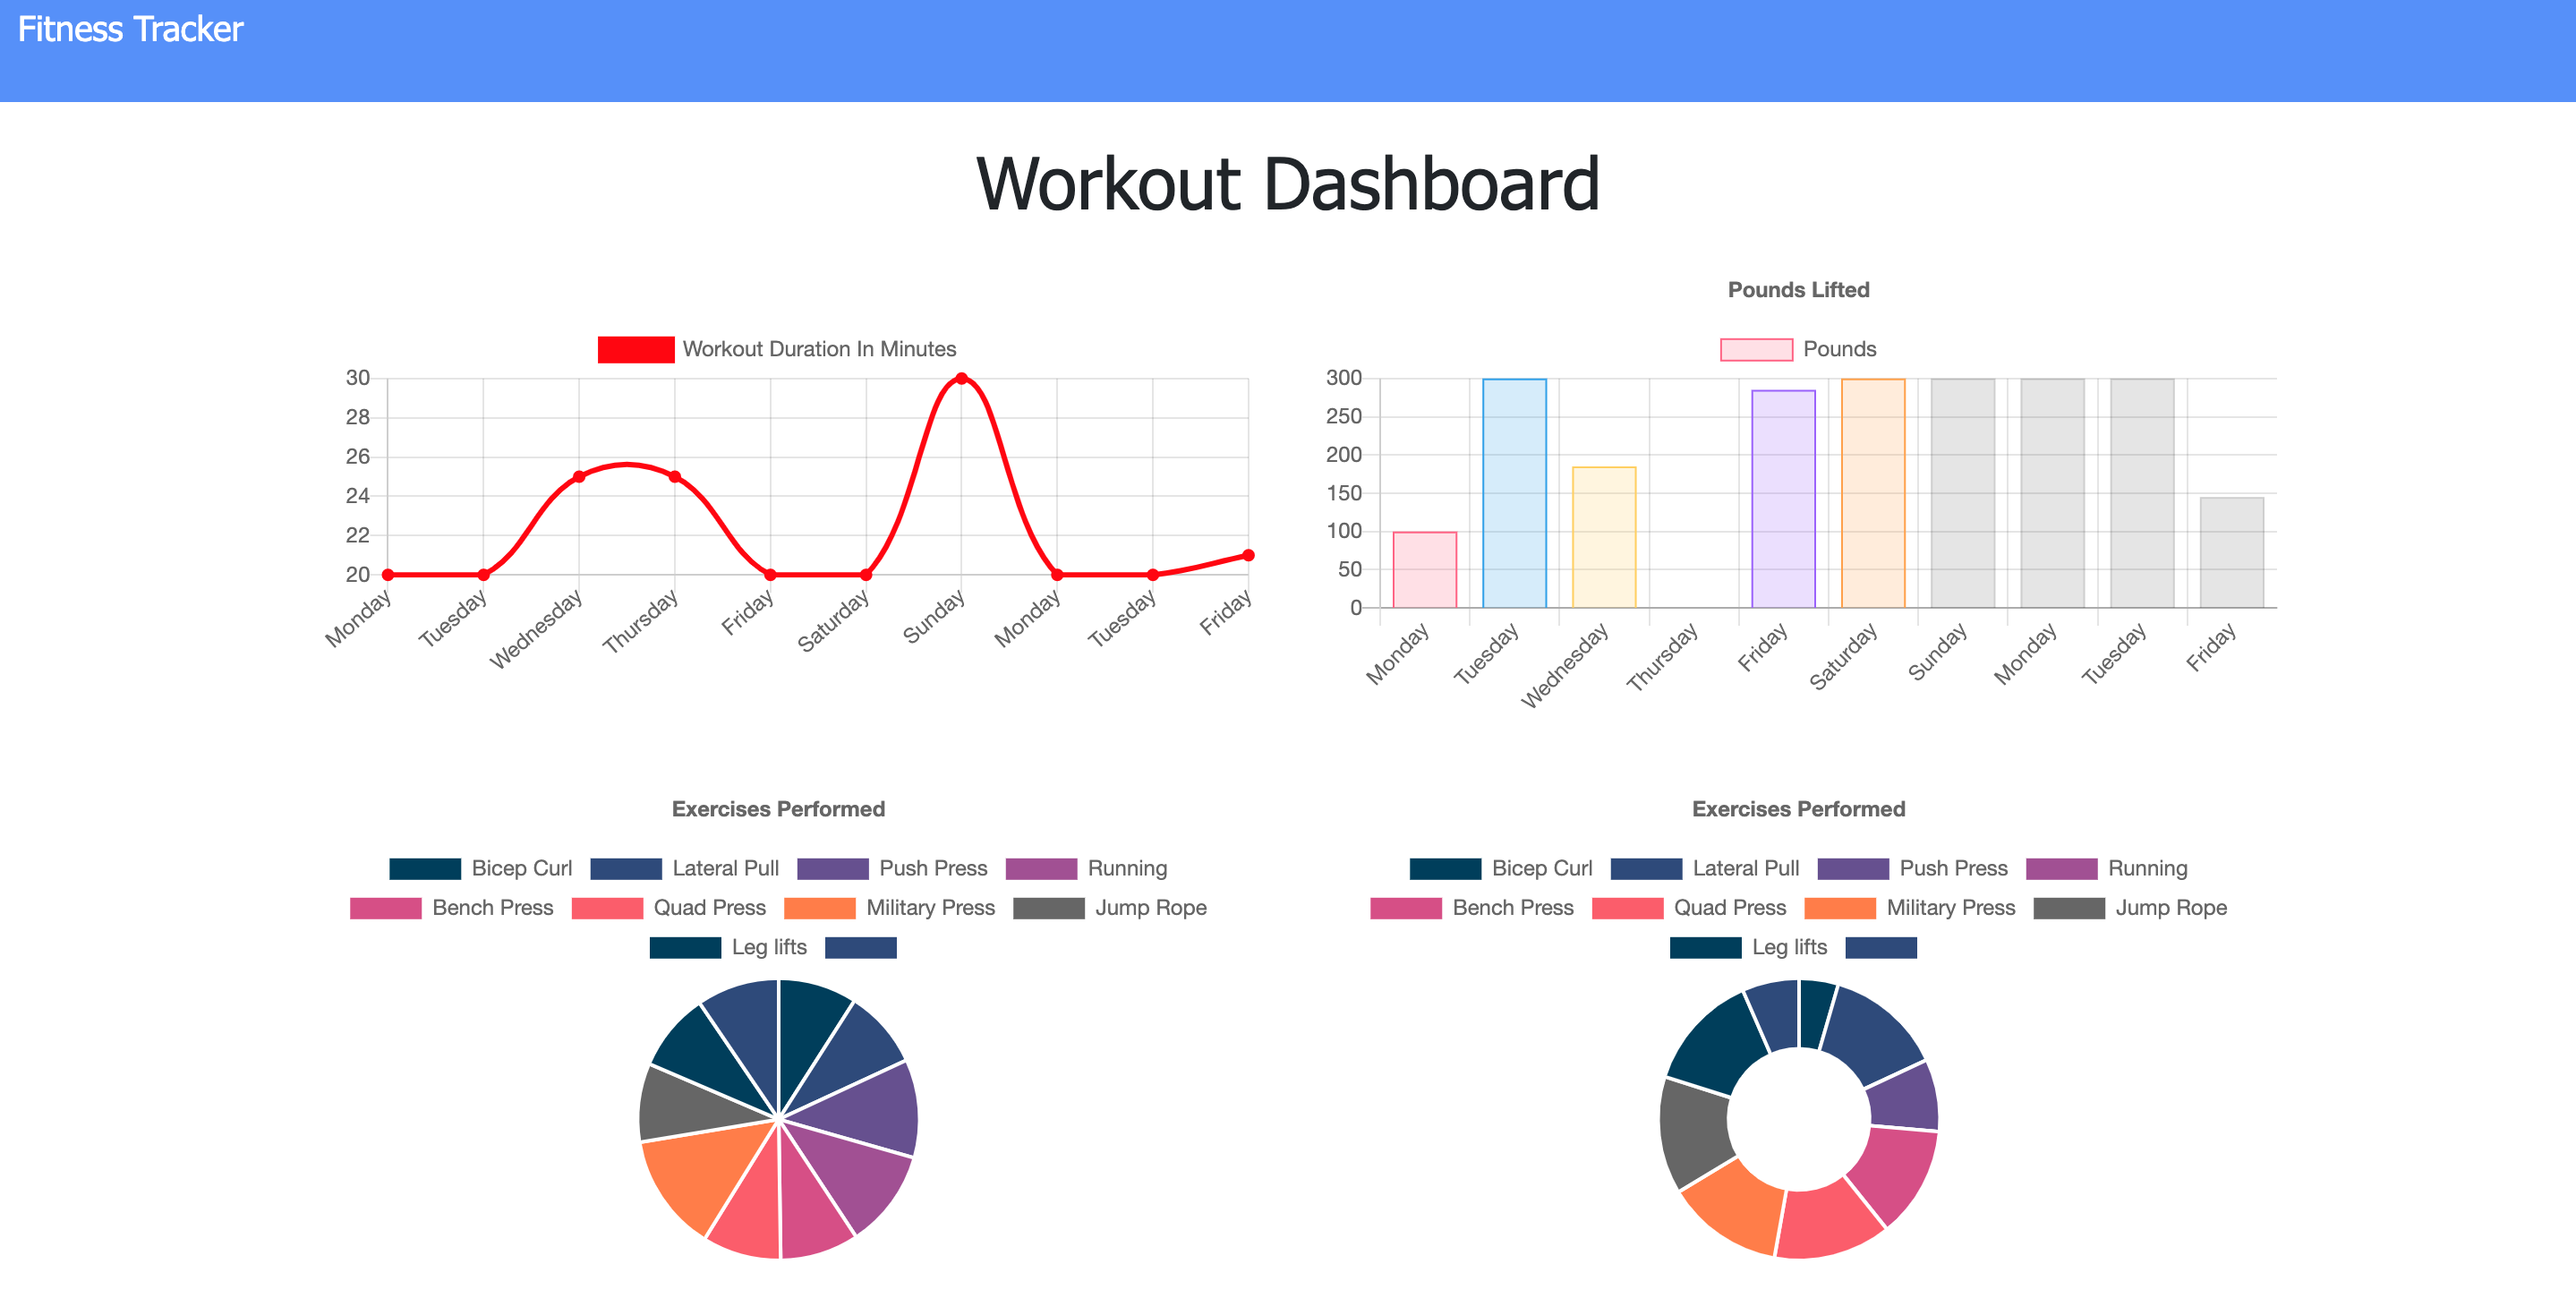 Fitness Tracker
Workout Dashboard
Workout Duration In Minutes
30
28
26
24
22
20
Monday Tuesday Wednesday Thursday Friday Saturday Sunday Monday Tuesday Friday
Pounds Lifted
Pounds
300
250
200
150
100
50
0
Monday Tuesday Wednesday Thursday Friday Saturday Sunday Monday Tuesday Friday
Exercises Performed
Bicep Curl Lateral Pull Push Press Running
Bench Press Quad Press Military Press Jump Rope
Leg lifts
Exercises Performed
Bicep Curl Lateral Pull Push Press Running
Bench Press Quad Press Military Press Jump Rope
Leg lifts